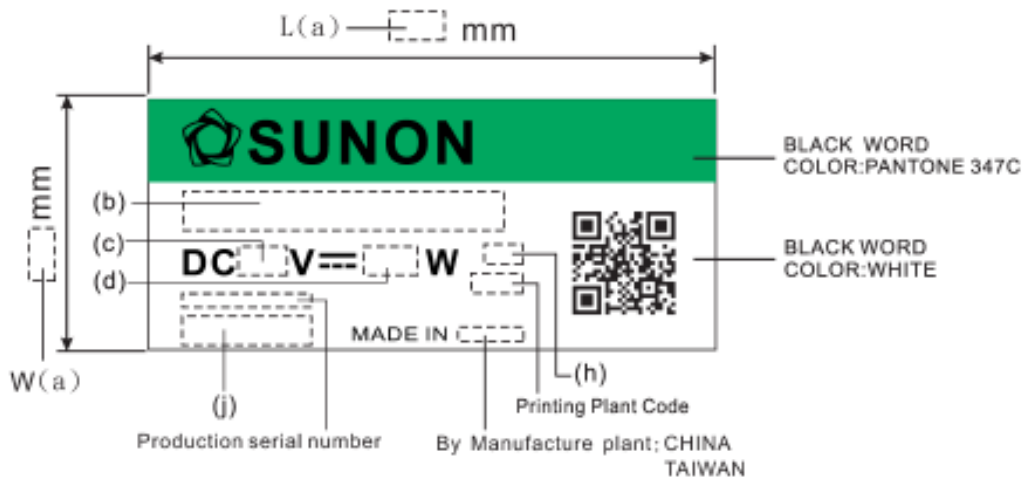 L(a) mm
SUNON
BLACK WORD
COLOR:PANTONE 347C
mm
(b)
(c)
DC V W
(d)
BLACK WORD
COLOR:WHITE
MADE IN
W(a)
(j)
(h)
Printing Plant Code
Production serial number
By Manufacture plant: CHINA
TAIWAN